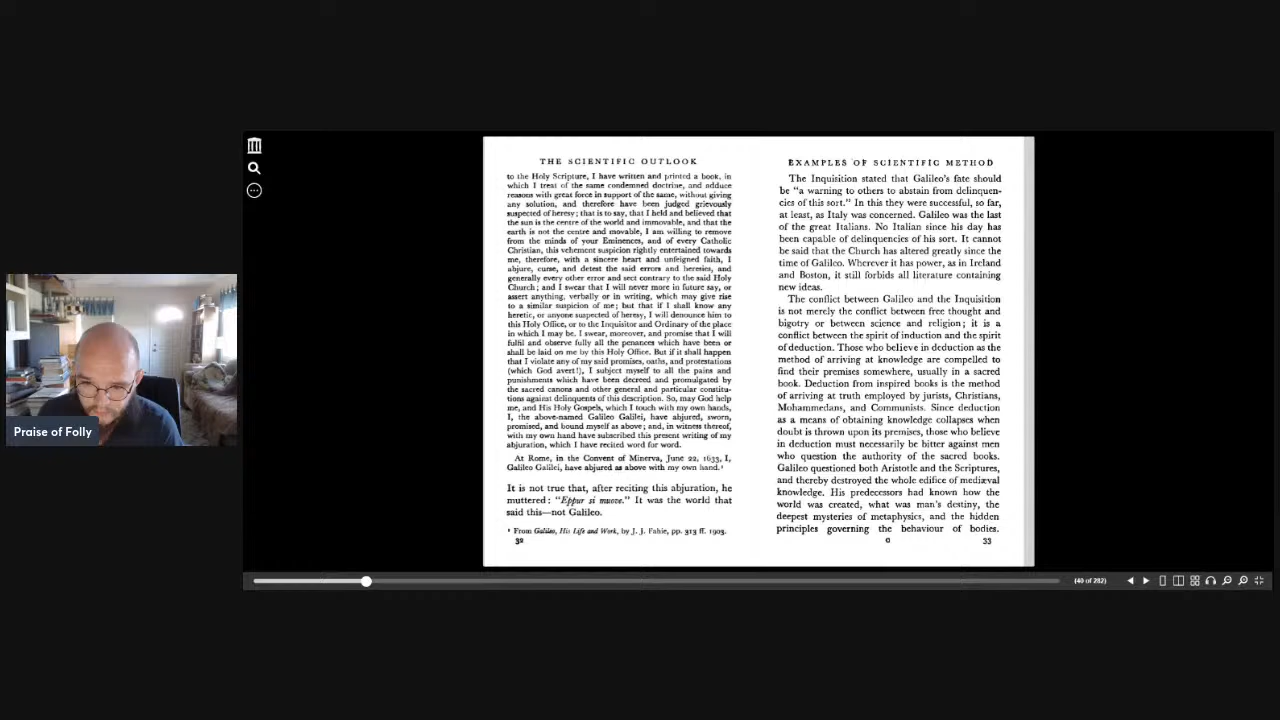 THE SCIENTIFIC OUTLOOK
to the Holy Scripture, I have written and printed a book, in
which I treat of the same condemned doctrine, and adduce
reasons with great force in support of the same, without giving
any solution, and therefore have been judged grievously
suspected of heresy; that is to say, that I held and believed that
the sun is the centre of the world and immovable, and that the
earth is not the centre and movable, I am willing to remove
from the minds of your Eminences, and of every Catholic
Christian, this vehement suspicion rightly entertained towards
me, therefore, with a sincere heart and unfeigned faith, I
abjure, curse, and detest the said errors and heresies, and
generally every other error and sect contrary to the said Holy
Church; and I swear that I will never more in future say, or
assert anything, verbally or in writing, which may give rise
to a similar suspicion of me; but that if I shall know any
heretic, or anyone suspected of heresy, I will denounce him to
this Holy Office, or to the Inquisitor and Ordinary of the place
in which I may be. I swear, moreover, and promise that I will
fulfil and observe fully all the penances which have been or
shall be laid on me by this Holy Office. But if it shall happen
that I violate any of my said promises, oaths, and protestations
(which God avert!), I subject myself to all the pains and
punishments which have been decreed and promulgated by
the sacred canons and other general and particular constitu-
tions against delinquents of this description. So, may God help
me, and His Holy Gospels, which I touch with my own hands,
I, the above-named Galileo Galilei, have abjured, sworn,
promised, and bound myself as above; and, in witness thereof,
with my own hand have subscribed this present writing of my
abjuration, which I have recited word for word.
At Rome, in the Convent of Minerva, June 22, 1633, I,
Galileo Galilei, have abjured as above with my own hand.¹
It is not true that, after reciting this abjuration, he
muttered: "Eppur si muove." It was the world that
said this—not Galileo.
¹ From Galileo, His Life and Work, by J. J. Fahie, pp. 313 ff. 1903.
32
EXAMPLES OF SCIENTIFIC METHOD
The Inquisition stated that Galileo's fate should
be "a warning to others to abstain from delinquen-
cies of this sort." In this they were successful, so far,
at least, as Italy was concerned. Galileo was the last
of the great Italians. No Italian since his day has
been capable of delinquencies of his sort. It cannot
be said that the Church has altered greatly since the
time of Galileo. Wherever it has power, as in Ireland
and Boston, it still forbids all literature containing
new ideas.
The conflict between Galileo and the Inquisition
is not merely the conflict between free thought and
bigotry or between science and religion; it is a
conflict between the spirit of induction and the spirit
of deduction. Those who believe in deduction as the
method of arriving at knowledge are compelled to
find their premises somewhere, usually in a sacred
book. Deduction from inspired books is the method
of arriving at truth employed by jurists, Christians,
Mohammedans, and Communists. Since deduction
as a means of obtaining knowledge collapses when
doubt is thrown upon its premises, those who believe
in deduction must necessarily be bitter against men
who question the authority of the sacred books.
Galileo questioned both Aristotle and the Scriptures,
and thereby destroyed the whole edifice of mediæval
knowledge. His predecessors had known how the
world was created, what was man's destiny, the
deepest mysteries of metaphysics, and the hidden
principles governing the behaviour of bodies.
33
Praise of Folly
(40 of 282)